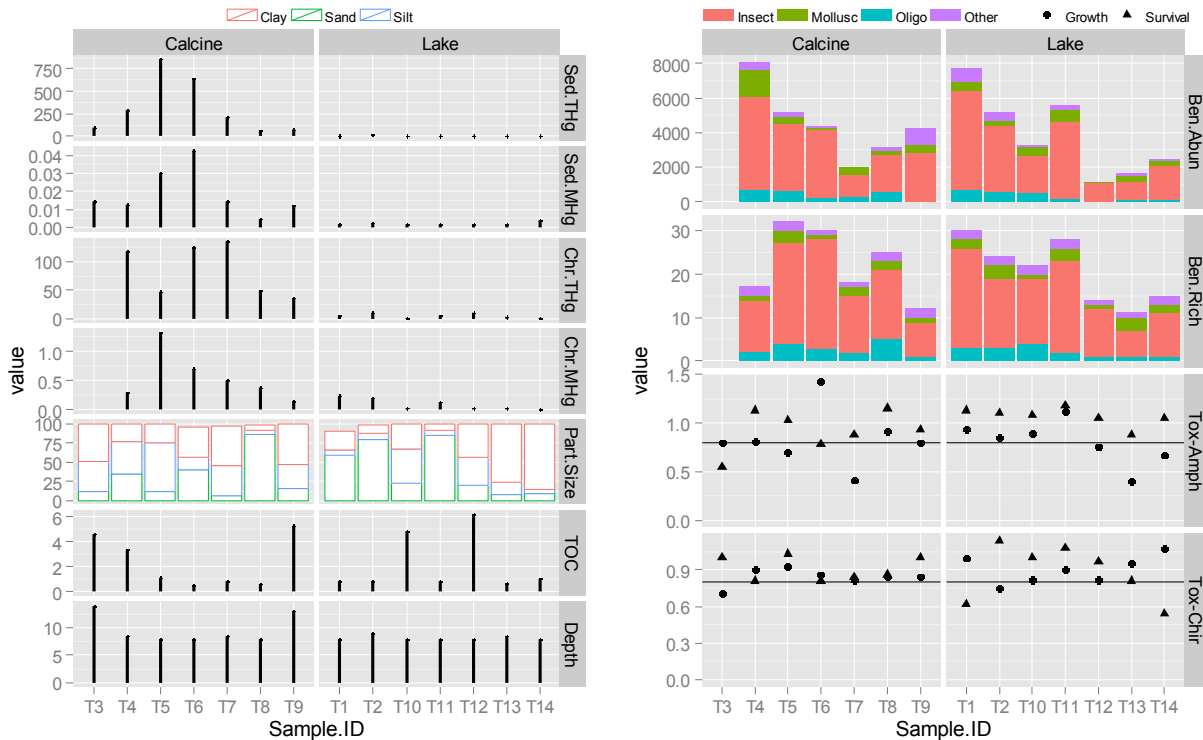 Clay Sand Silt
Calcine Lake
750
500
250
0
Sed.THg
0.04
0.03
0.02
0.01
0.00
Sed.MHg
100
50
0
Chr.THg
1.0
0.5
0.0
Chr.MHg
100
75
50
25
0
Part.Size
6
4
2
0
TOC
10
5
0
Depth
value
T3 T4 T5 T6 T7 T8 T9 T1 T2 T10 T11 T12 T13 T14
Sample.ID
Insect Mollusc Oligo Other Growth Survival
Calcine Lake
8000
6000
4000
2000
0
Ben.Abun
30
20
10
0
Ben.Rich
1.5
1.0
0.5
0.0
Tox-Amph
0.9
0.6
0.3
0.0
Tox-Chir
value
T3 T4 T5 T6 T7 T8 T9 T1 T2 T10 T11 T12 T13 T14
Sample.ID